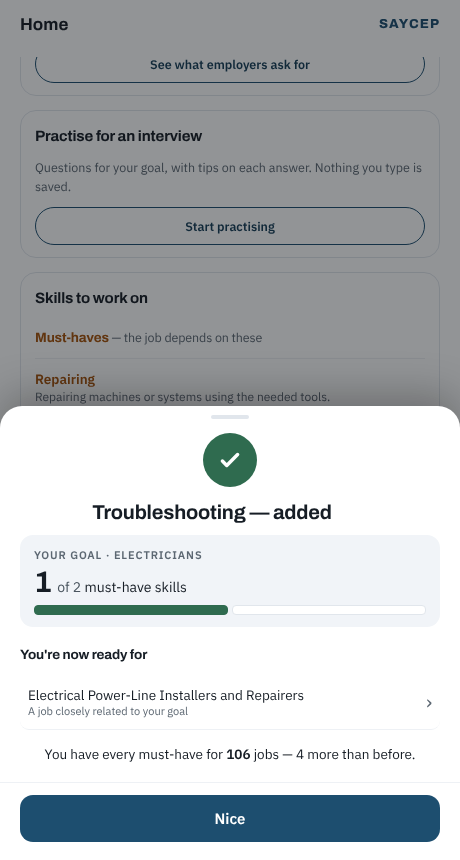 Home
SAYCEP
See what employers ask for
Practise for an interview
Questions for your goal, with tips on each answer. Nothing you type is
saved.
Start practising
Skills to work on
Must-haves — the job depends on these
Repairing
Repairing machines or systems using the needed tools.
Troubleshooting — added
YOUR GOAL · ELECTRICIANS
1 of 2 must-have skills
You're now ready for
Electrical Power-Line Installers and Repairers
A job closely related to your goal
You have every must-have for 106 jobs — 4 more than before.
Nice